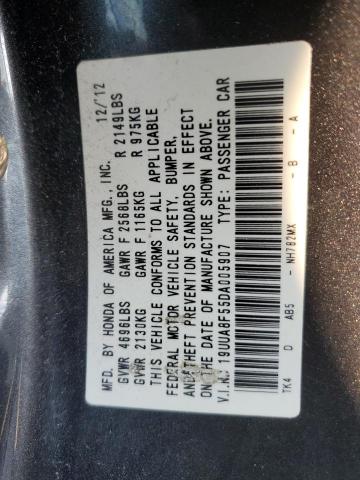 MFD. BY HONDA OF AMERICA MFG., INC. 12/'12
GVWR 4696LBS GAWR F 2568LBS R 2149LBS
GVWR 2130KG GAWR F 1165KG R 975KG
THIS VEHICLE CONFORMS TO ALL APPLICABLE
FEDERAL MOTOR VEHICLE SAFETY, BUMPER,
AND THEFT PREVENTION STANDARDS IN EFFECT
ON THE DATE OF MANUFACTURE SHOWN ABOVE.
V.I.N.: 19UUA8F55DA005907 TYPE: PASSENGER CAR
TK4 D AB5 - NH782MX - B - A